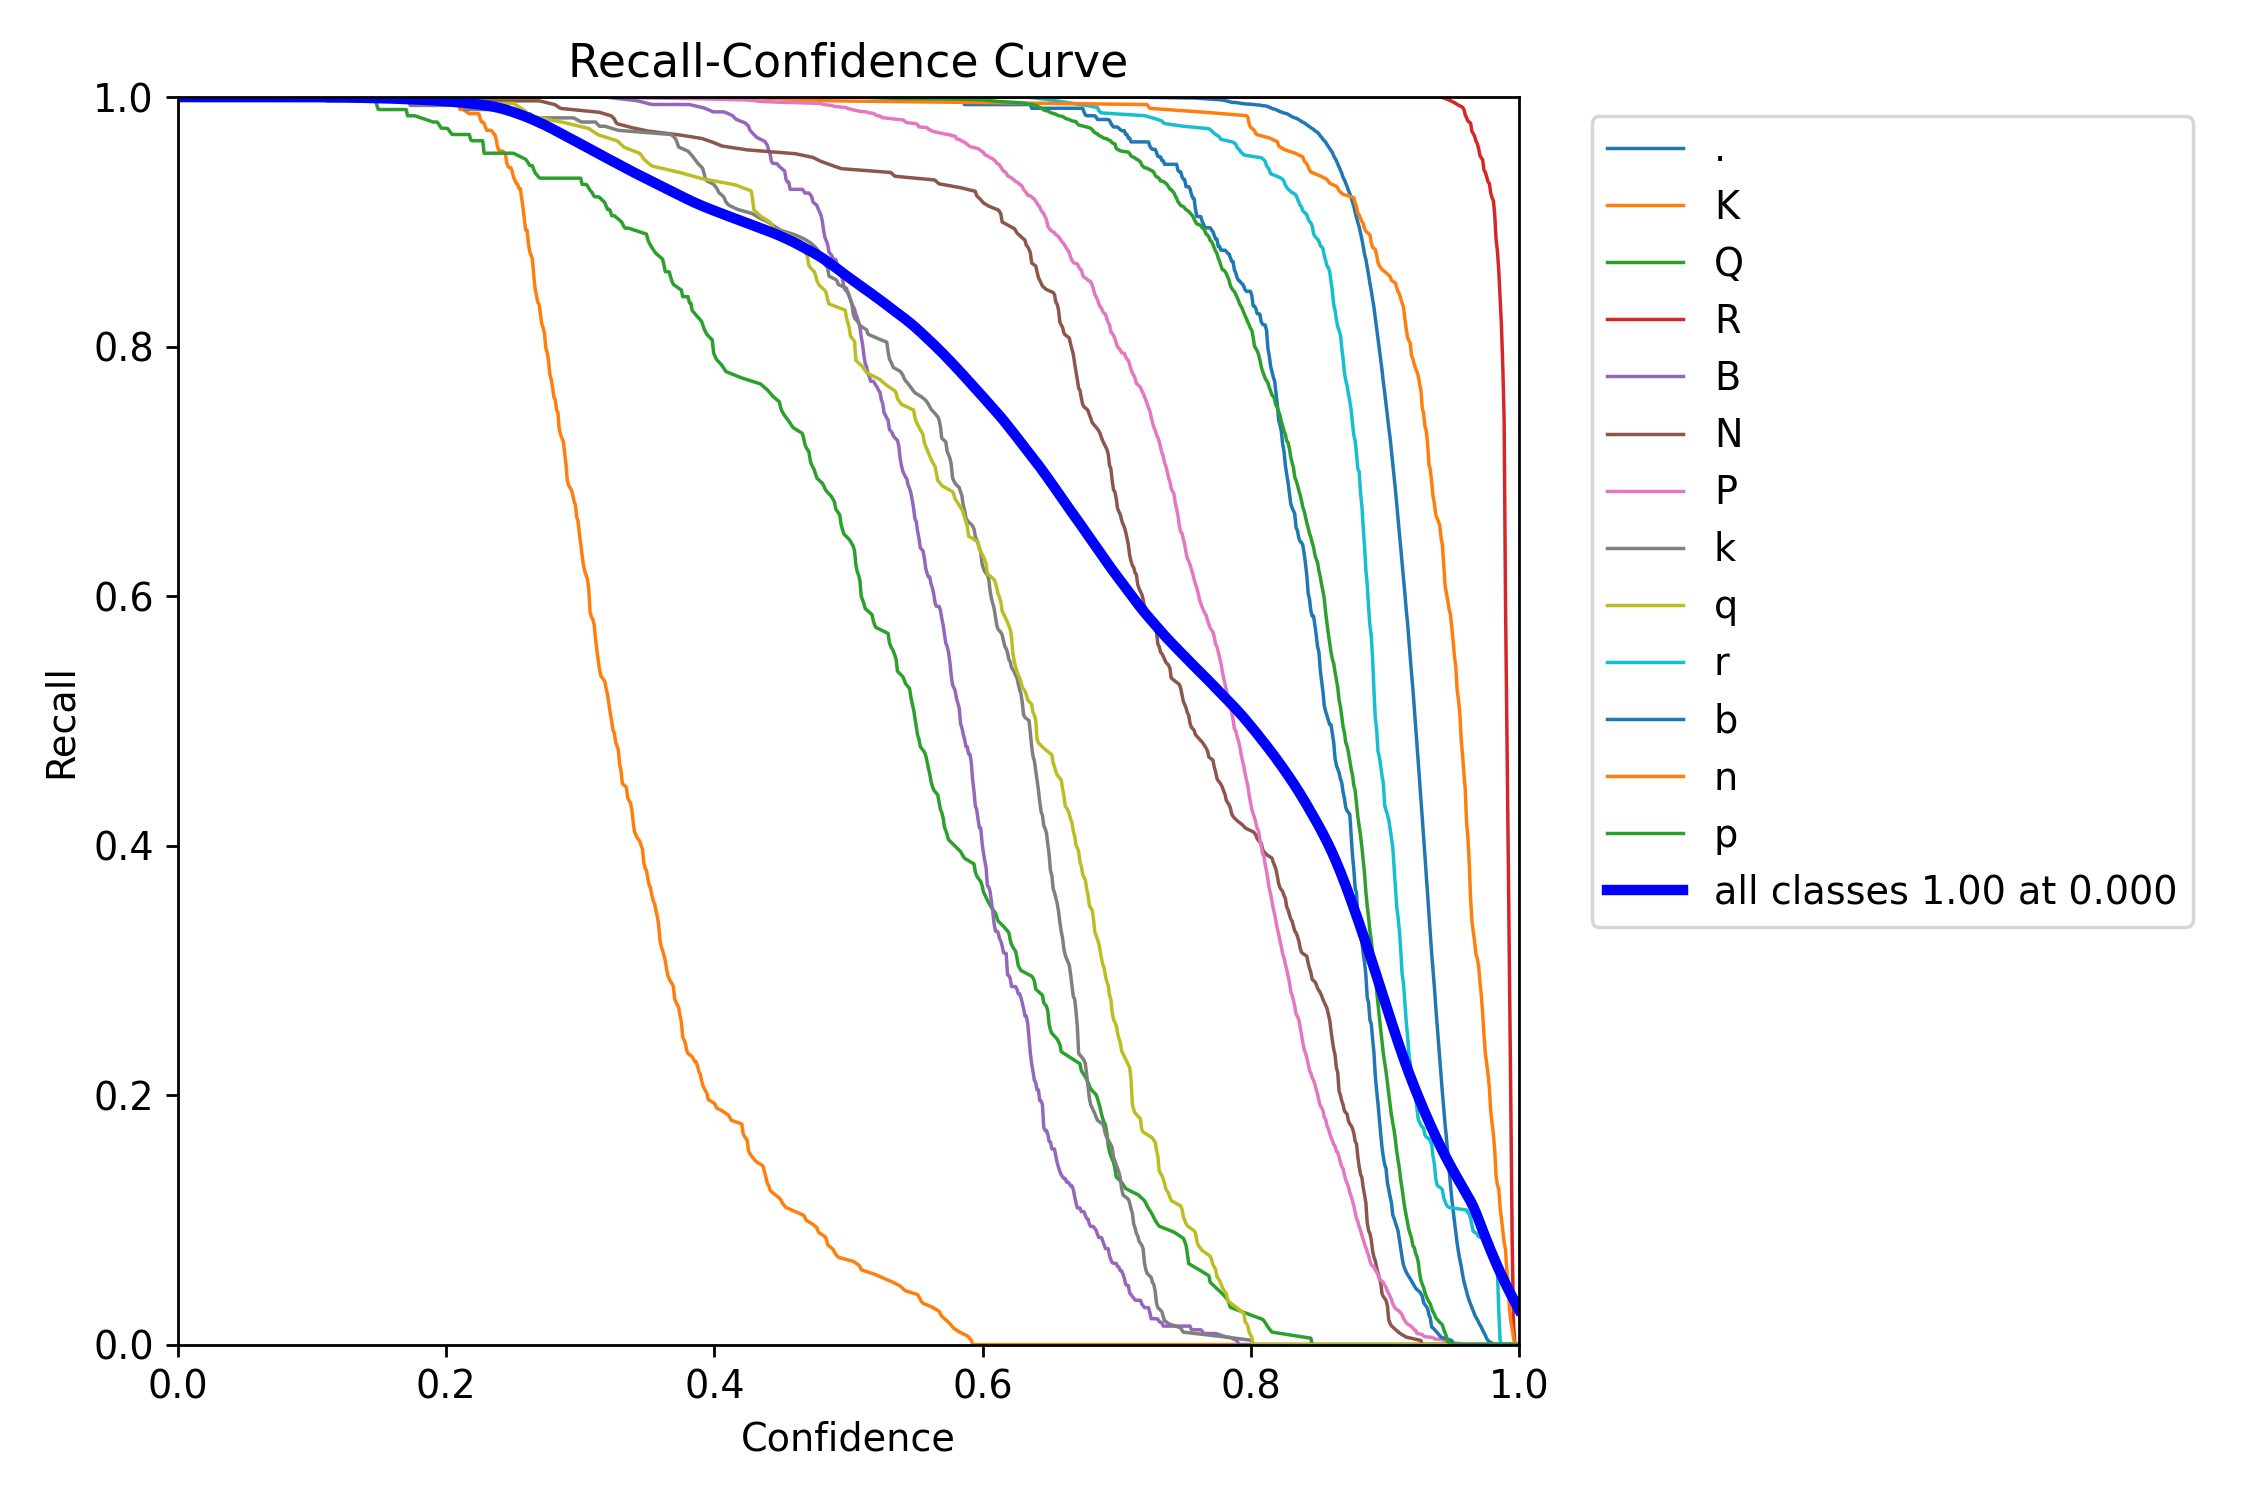 Recall-Confidence Curve
1.0
0.8
0.6
0.4
0.2
0.0
Recall
0.0 0.2 0.4 0.6 0.8 1.0
Confidence
.
K
Q
R
B
N
P
k
q
r
b
n
p
all classes 1.00 at 0.000